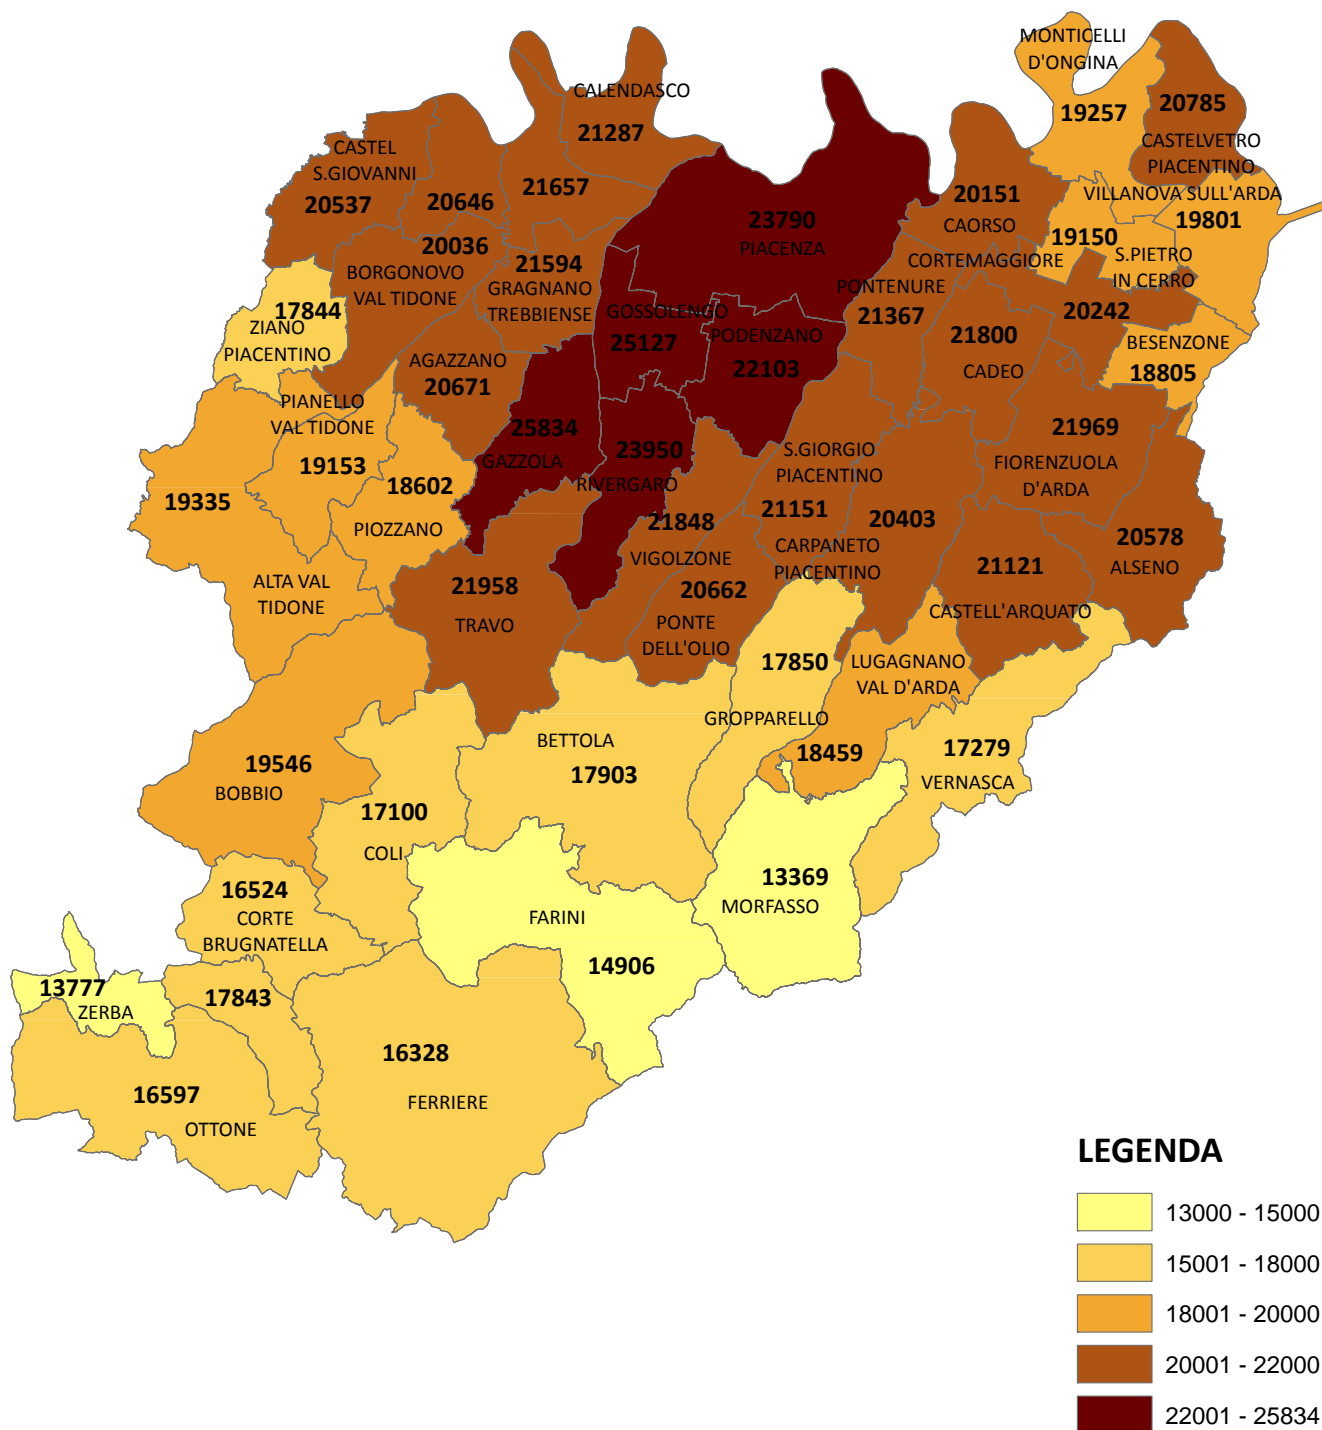 MONTICELLI
D'ONGINA
19257
20785
CASTELVETRO
PIACENTINO
CALENDASCO
21287
CASTEL
S.GIOVANNI
20537
20646
21657
VILLANOVA SULL'ARDA
19801
20151
CAORSO
23790
PIACENZA
19150
S.PIETRO
IN CERRO
20036
BORGONOVO
VAL TIDONE
21594
GRAGNANO
TREBBIENSE
CORTEMAGGIORE
20242
PONTENURE
21367
17844
ZIANO
PIACENTINO
GOSSOLENGO
25127
PODENZANO
22103
21800
CADEO
BESENZONE
18805
AGAZZANO
20671
PIANELLO
VAL TIDONE
19153
25834
GAZZOLA
23950
RIVERGARO
S.GIORGIO
PIACENTINO
21151
21969
FIORENZUOLA
D'ARDA
19335
18602
PIOZZANO
21848
VIGOLZONE
20403
CARPANETO
PIACENTINO
20578
ALSENO
21121
CASTELL'ARQUATO
ALTA VAL
TIDONE
21958
TRAVO
20662
PONTE
DELL'OLIO
17850
GROPPARELLO
LUGAGNANO
VAL D'ARDA
18459
BETTOLA
17903
17279
VERNASCA
19546
BOBBIO
17100
COLI
13369
MORFASSO
16524
CORTE
BRUGNATELLA
FARINI
14906
13777
ZERBA
17843
16328
FERRIERE
16597
OTTONE
LEGENDA
13000 - 15000
15001 - 18000
18001 - 20000
20001 - 22000
22001 - 25834